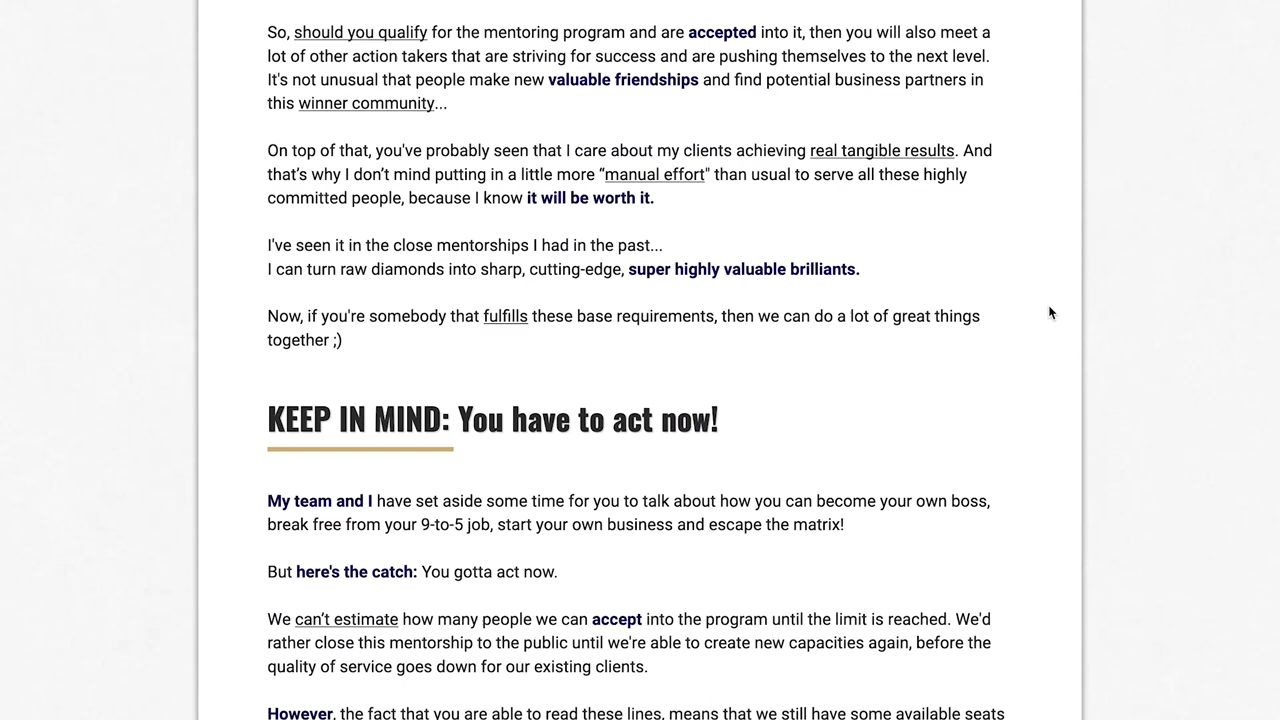 So, should you qualify for the mentoring program and are accepted into it, then you will also meet a
lot of other action takers that are striving for success and are pushing themselves to the next level.
It's not unusual that people make new valuable friendships and find potential business partners in
this winner community...
On top of that, you've probably seen that I care about my clients achieving real tangible results. And
that’s why I don’t mind putting in a little more “manual effort" than usual to serve all these highly
committed people, because I know it will be worth it.
I've seen it in the close mentorships I had in the past...
I can turn raw diamonds into sharp, cutting-edge, super highly valuable brilliants.
Now, if you're somebody that fulfills these base requirements, then we can do a lot of great things
together ;)
KEEP IN MIND: You have to act now!
My team and I have set aside some time for you to talk about how you can become your own boss,
break free from your 9-to-5 job, start your own business and escape the matrix!
But here's the catch: You gotta act now.
We can’t estimate how many people we can accept into the program until the limit is reached. We'd
rather close this mentorship to the public until we're able to create new capacities again, before the
quality of service goes down for our existing clients.
However, the fact that you are able to read these lines, means that we still have some available seats